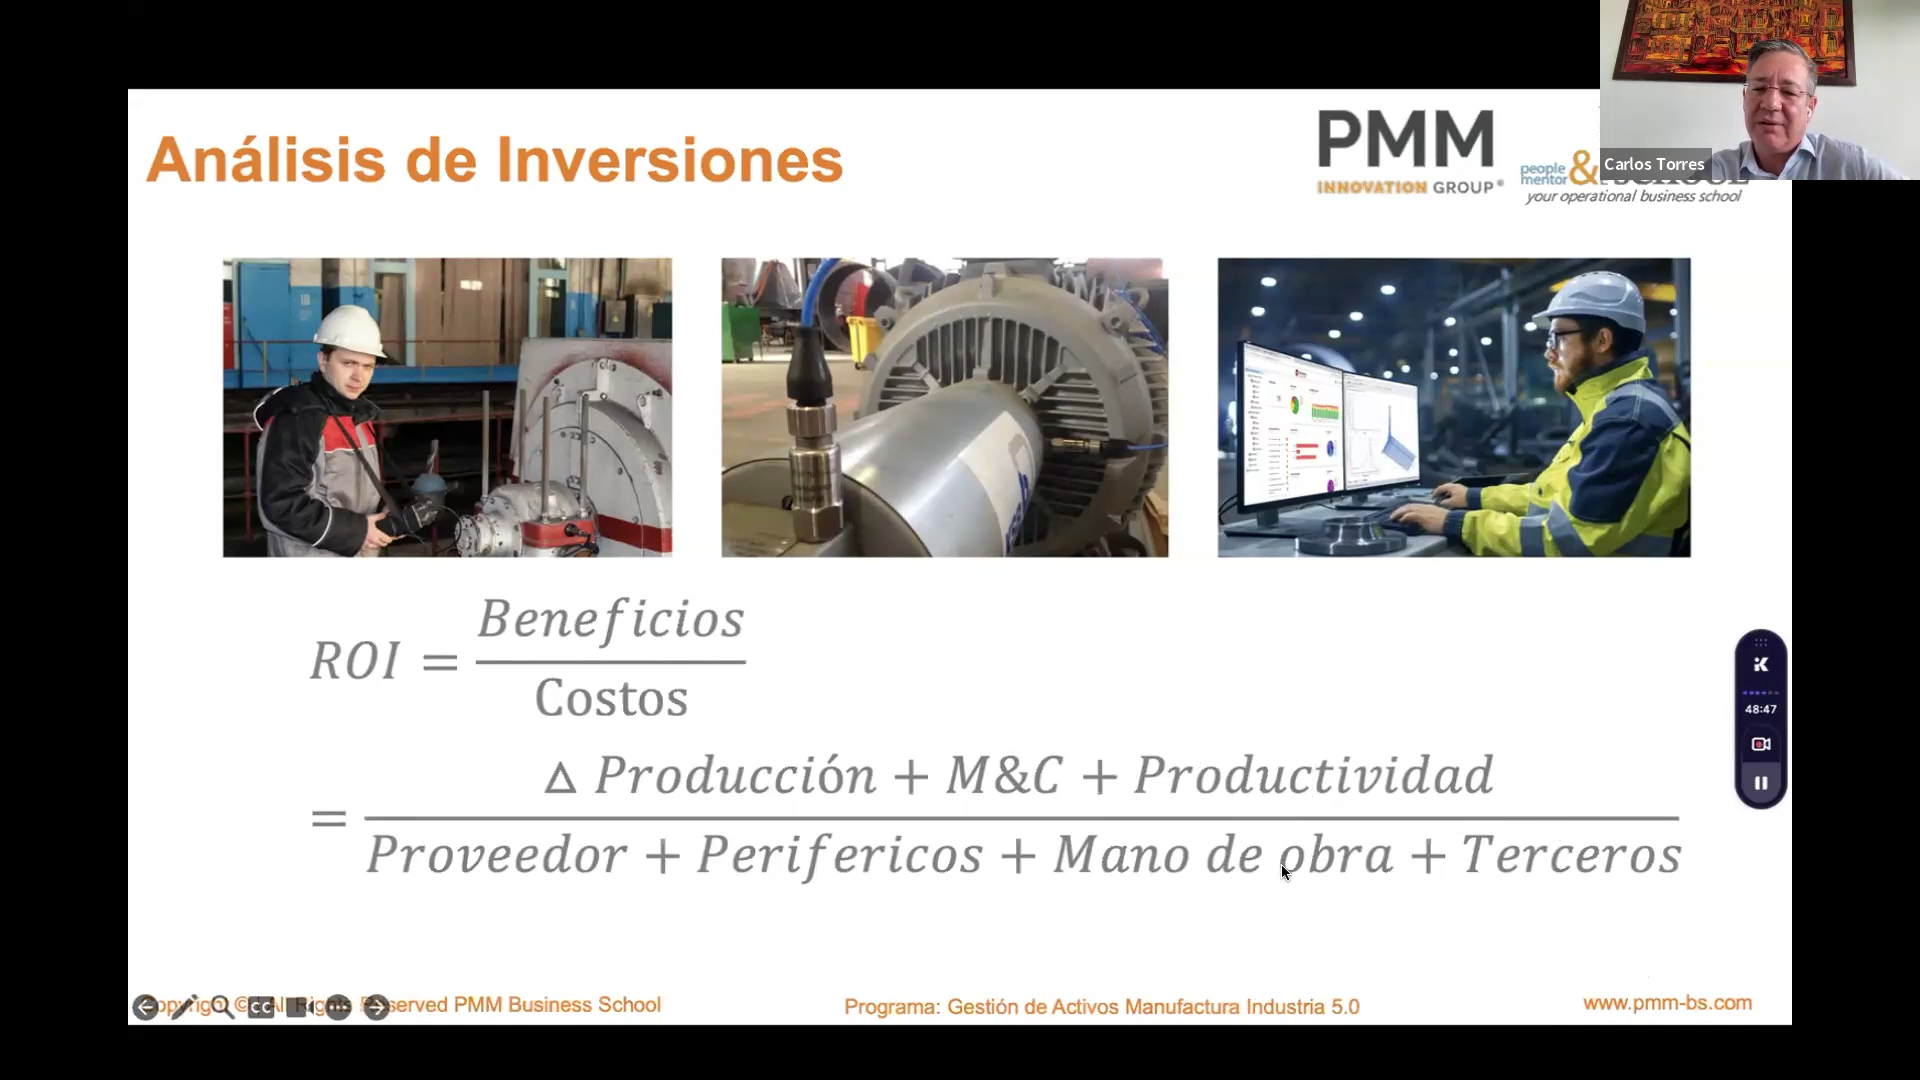 Análisis de Inversiones
PMM
INNOVATION GROUP®
people
mentor &
your operational business school
Carlos Torres
ROI = Beneficios
Costos
= Δ Producción + M&C + Productividad
Proveedor + Perifericos + Mano de obra + Terceros
48:47
Reserved PMM Business School
Programa: Gestión de Activos Manufactura Industria 5.0
www.pmm-bs.com